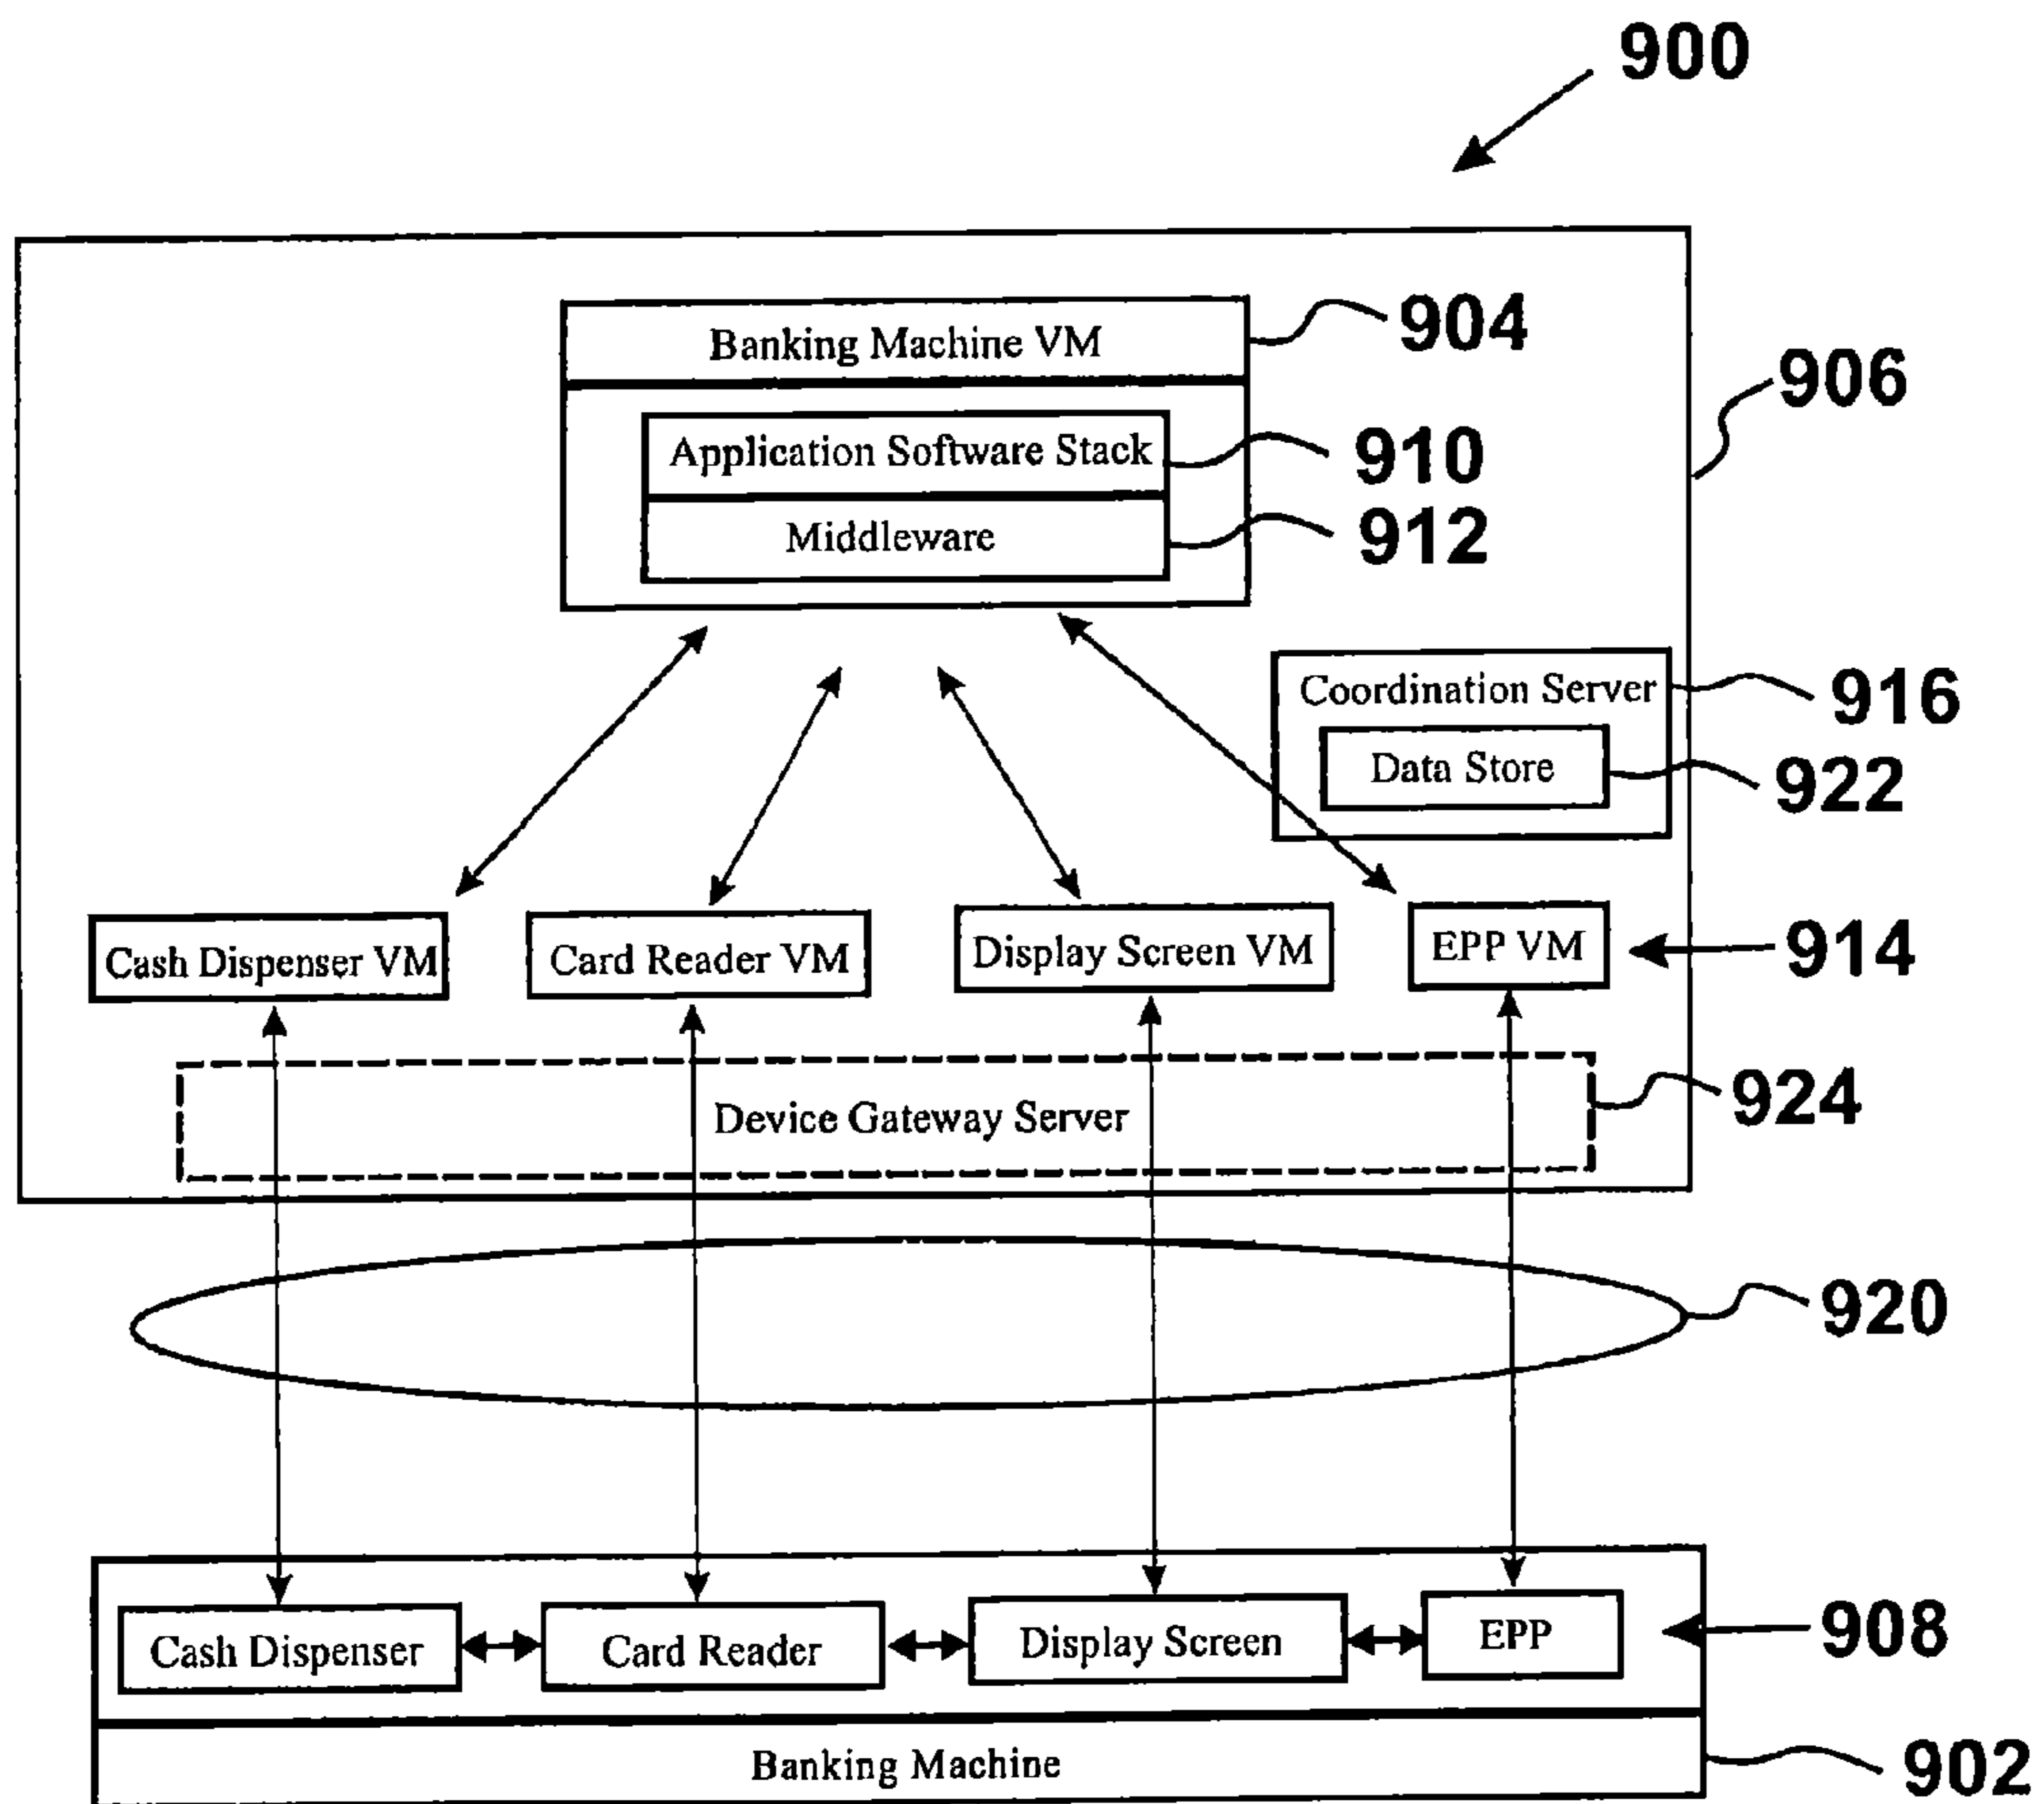 900
Banking Machine VM
904
906
Application Software Stack
910
Middleware
912
Coordination Server
916
Data Store
922
Cash Dispenser VM
Card Reader VM
Display Screen VM
EPP VM
914
Device Gateway Server
924
920
Cash Dispenser
Card Reader
Display Screen
EPP
908
Banking Machine
902